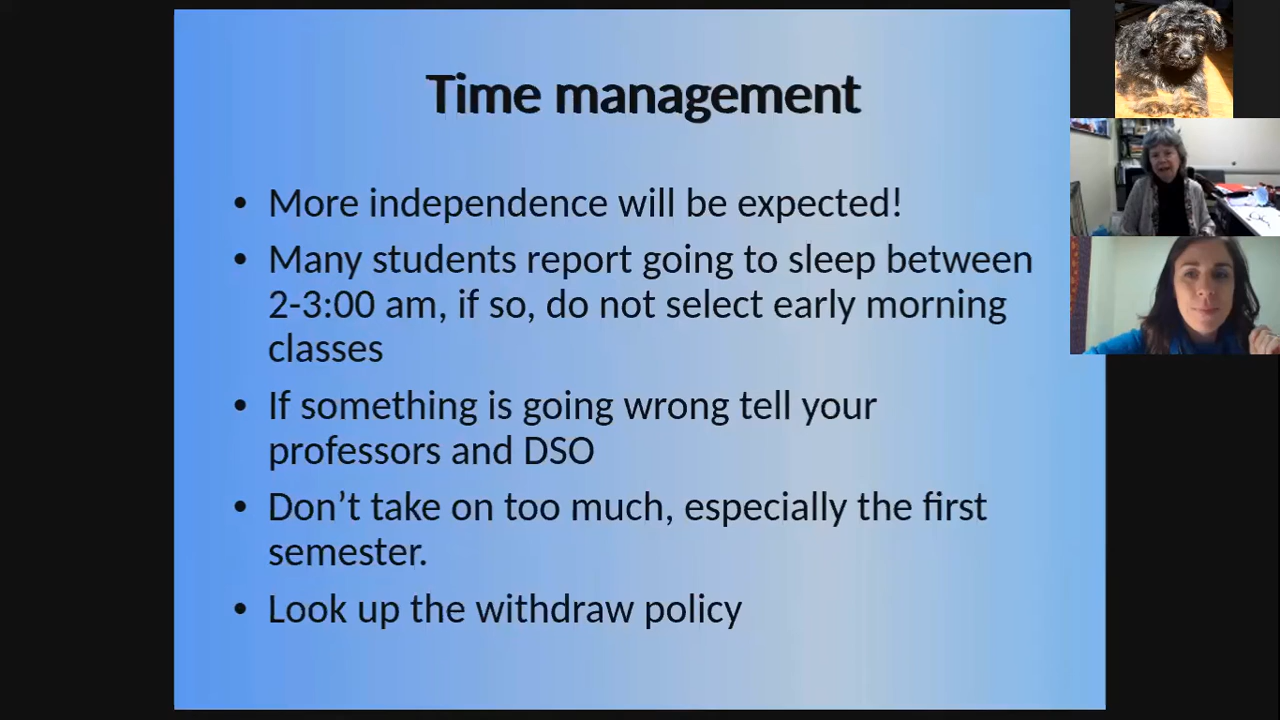 Time management
• More independence will be expected!
• Many students report going to sleep between
2-3:00 am, if so, do not select early morning
classes
• If something is going wrong tell your
professors and DSO
• Don’t take on too much, especially the first
semester.
• Look up the withdraw policy